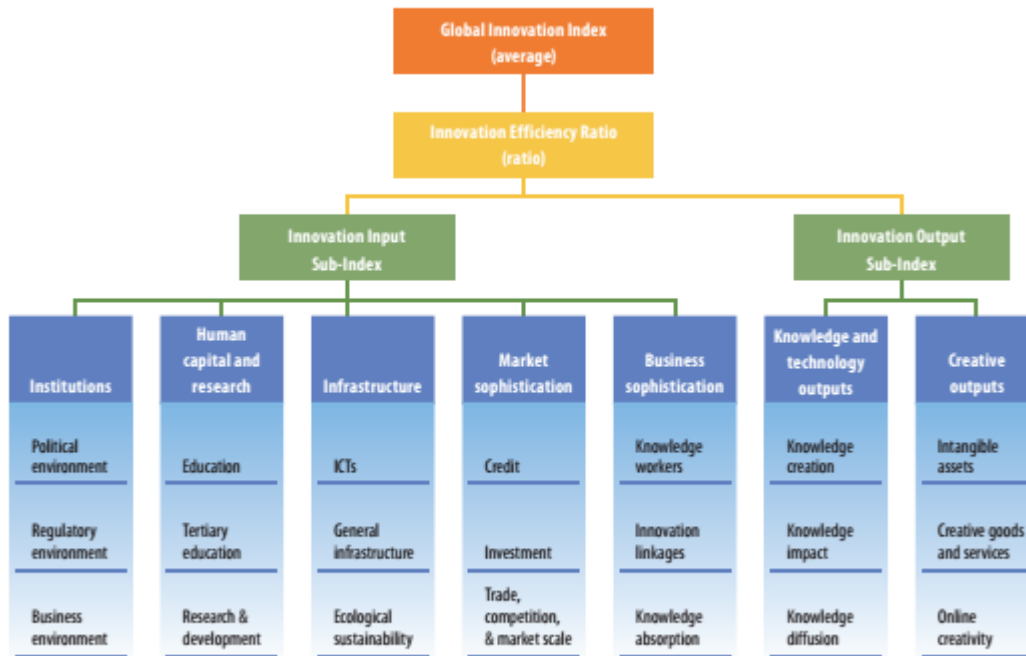 Global Innovation Index
(average)
Innovation Efficiency Ratio
(ratio)
Innovation Input
Sub-Index
Innovation Output
Sub-Index
Institutions
Human
capital and
research
Infrastructure
Market
sophistication
Business
sophistication
Knowledge and
technology
outputs
Creative
outputs
Political
environment
Education
ICTs
Credit
Knowledge
workers
Knowledge
creation
Intangible
assets
Regulatory
environment
Tertiary
education
General
infrastructure
Investment
Innovation
linkages
Knowledge
impact
Creative goods
and services
Business
environment
Research &
development
Ecological
sustainability
Trade,
competition,
& market scale
Knowledge
absorption
Knowledge
diffusion
Online
creativity